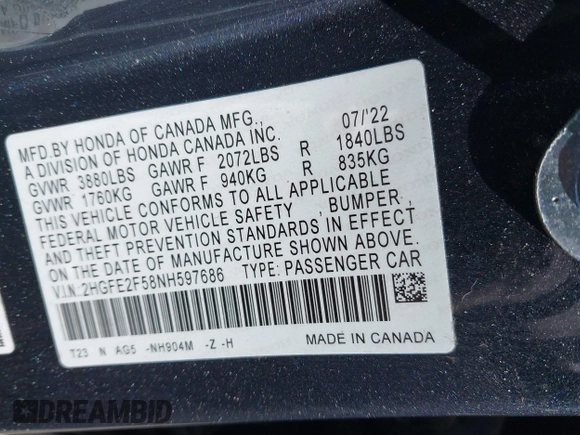 MFD.BY HONDA OF CANADA MFG., 07/'22
A DIVISION OF HONDA CANADA INC.
GVWR 3880LBS GAWR F 2072LBS R 1840LBS
GVWR 1760KG GAWR F 940KG R 835KG
THIS VEHICLE CONFORMS TO ALL APPLICABLE
FEDERAL MOTOR VEHICLE SAFETY , BUMPER ,
AND THEFT PREVENTION STANDARDS IN EFFECT
ON THE DATE OF MANUFACTURE SHOWN ABOVE.
V.I.N.:2HGFE2F58NH597686 TYPE: PASSENGER CAR
T23 N AG5 -NH904M -Z -H MADE IN CANADA
DREAMBID